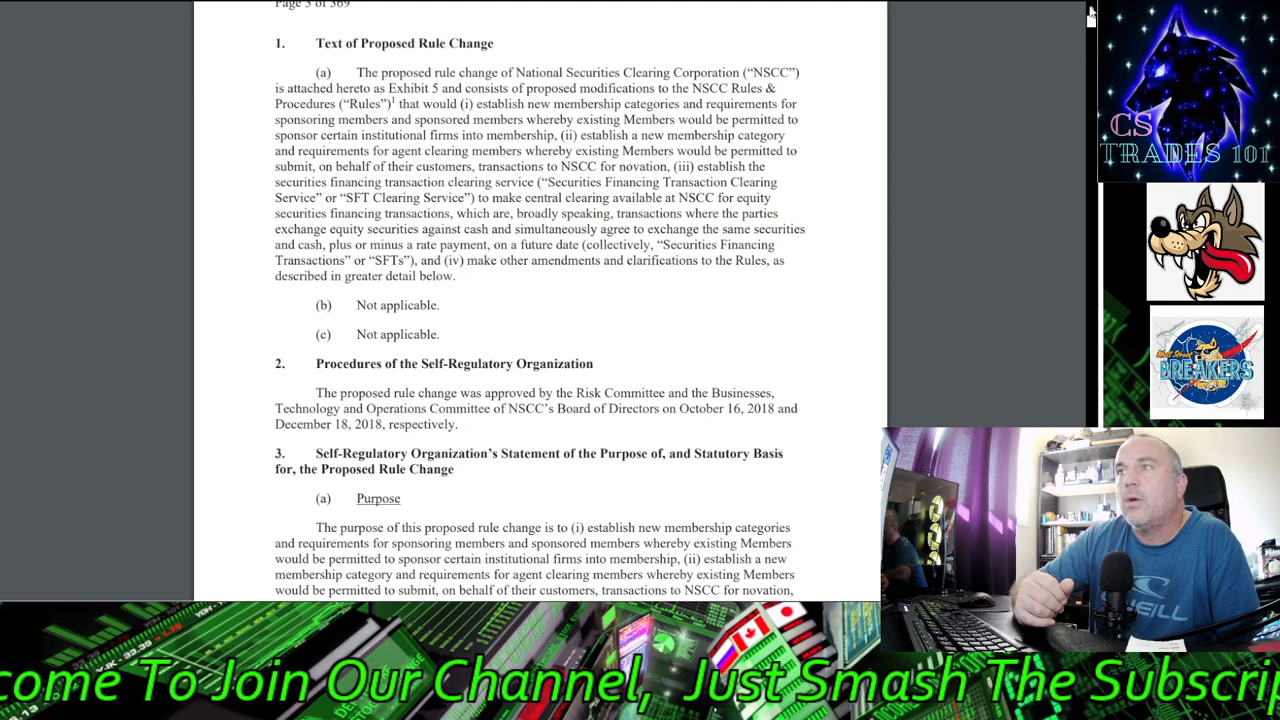 Page 3 of 369
1. Text of Proposed Rule Change
(a) The proposed rule change of National Securities Clearing Corporation (“NSCC”)
is attached hereto as Exhibit 5 and consists of proposed modifications to the NSCC Rules &
Procedures (“Rules”)1 that would (i) establish new membership categories and requirements for
sponsoring members and sponsored members whereby existing Members would be permitted to
sponsor certain institutional firms into membership, (ii) establish a new membership category
and requirements for agent clearing members whereby existing Members would be permitted to
submit, on behalf of their customers, transactions to NSCC for novation, (iii) establish the
securities financing transaction clearing service (“Securities Financing Transaction Clearing
Service” or “SFT Clearing Service”) to make central clearing available at NSCC for equity
securities financing transactions, which are, broadly speaking, transactions where the parties
exchange equity securities against cash and simultaneously agree to exchange the same securities
and cash, plus or minus a rate payment, on a future date (collectively, “Securities Financing
Transactions” or “SFTs”), and (iv) make other amendments and clarifications to the Rules, as
described in greater detail below.
(b) Not applicable.
(c) Not applicable.
2. Procedures of the Self-Regulatory Organization
The proposed rule change was approved by the Risk Committee and the Businesses,
Technology and Operations Committee of NSCC’s Board of Directors on October 16, 2018 and
December 18, 2018, respectively.
3. Self-Regulatory Organization’s Statement of the Purpose of, and Statutory Basis
for, the Proposed Rule Change
(a) Purpose
The purpose of this proposed rule change is to (i) establish new membership categories
and requirements for sponsoring members and sponsored members whereby existing Members
would be permitted to sponsor certain institutional firms into membership, (ii) establish a new
membership category and requirements for agent clearing members whereby existing Members
would be permitted to submit, on behalf of their customers, transactions to NSCC for novation,
CS
TRADES 101
BREAKERS
O'NEILL
come To Join Our Channel, Just Smash The Subscrip